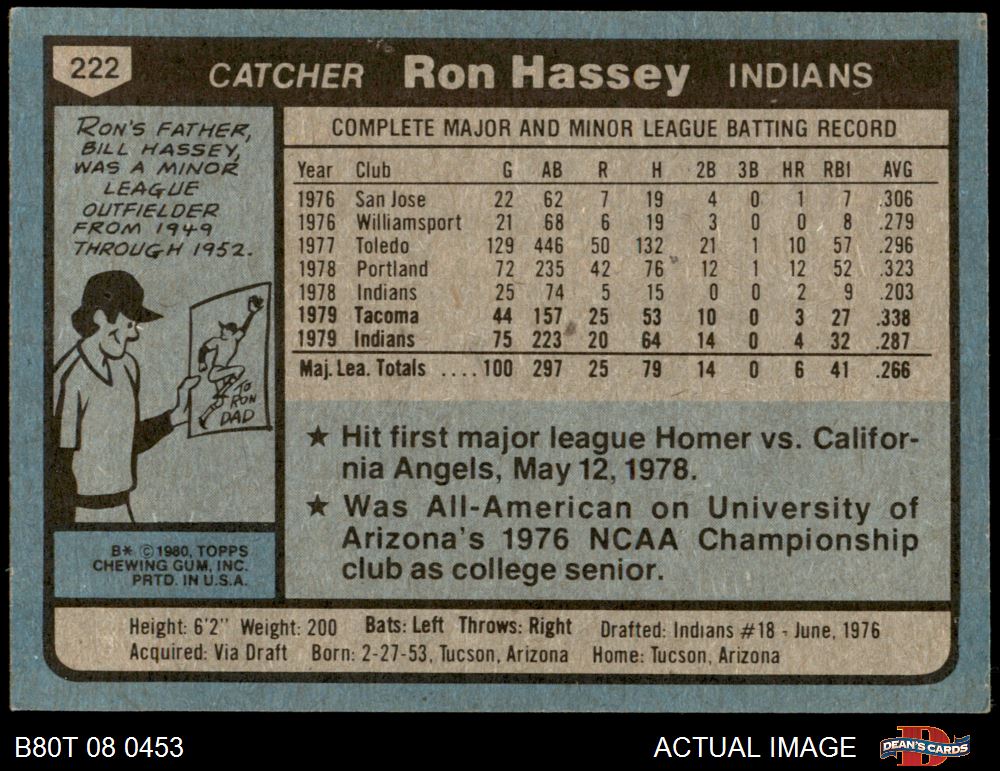 222 CATCHER Ron Hassey INDIANS
RON'S FATHER,
BILL HASSEY,
WAS A MINOR
LEAGUE
OUTFIELDER
FROM 1949
THROUGH 1952.
TO
RON
DAD
B* © 1980, TOPPS
CHEWING GUM, INC.
PRTD. IN U.S.A.
COMPLETE MAJOR AND MINOR LEAGUE BATTING RECORD
Year Club G AB R H 2B 3B HR RBI AVG
1976 San Jose 22 62 7 19 4 0 1 7 .306
1976 Williamsport 21 68 6 19 3 0 0 8 .279
1977 Toledo 129 446 50 132 21 1 10 57 .296
1978 Portland 72 235 42 76 12 1 12 52 .323
1978 Indians 25 74 5 15 0 0 2 9 .203
1979 Tacoma 44 157 25 53 10 0 3 27 .338
1979 Indians 75 223 20 64 14 0 4 32 .287
Maj. Lea. Totals .... 100 297 25 79 14 0 6 41 .266
★ Hit first major league Homer vs. Califor-
nia Angels, May 12, 1978.
★ Was All-American on University of
Arizona's 1976 NCAA Championship
club as college senior.
Height: 6'2" Weight: 200 Bats: Left Throws: Right Drafted: Indians #18 - June, 1976
Acquired: Via Draft Born: 2-27-53, Tucson, Arizona Home: Tucson, Arizona
B80T 08 0453 ACTUAL IMAGE DEAN'S CARDS